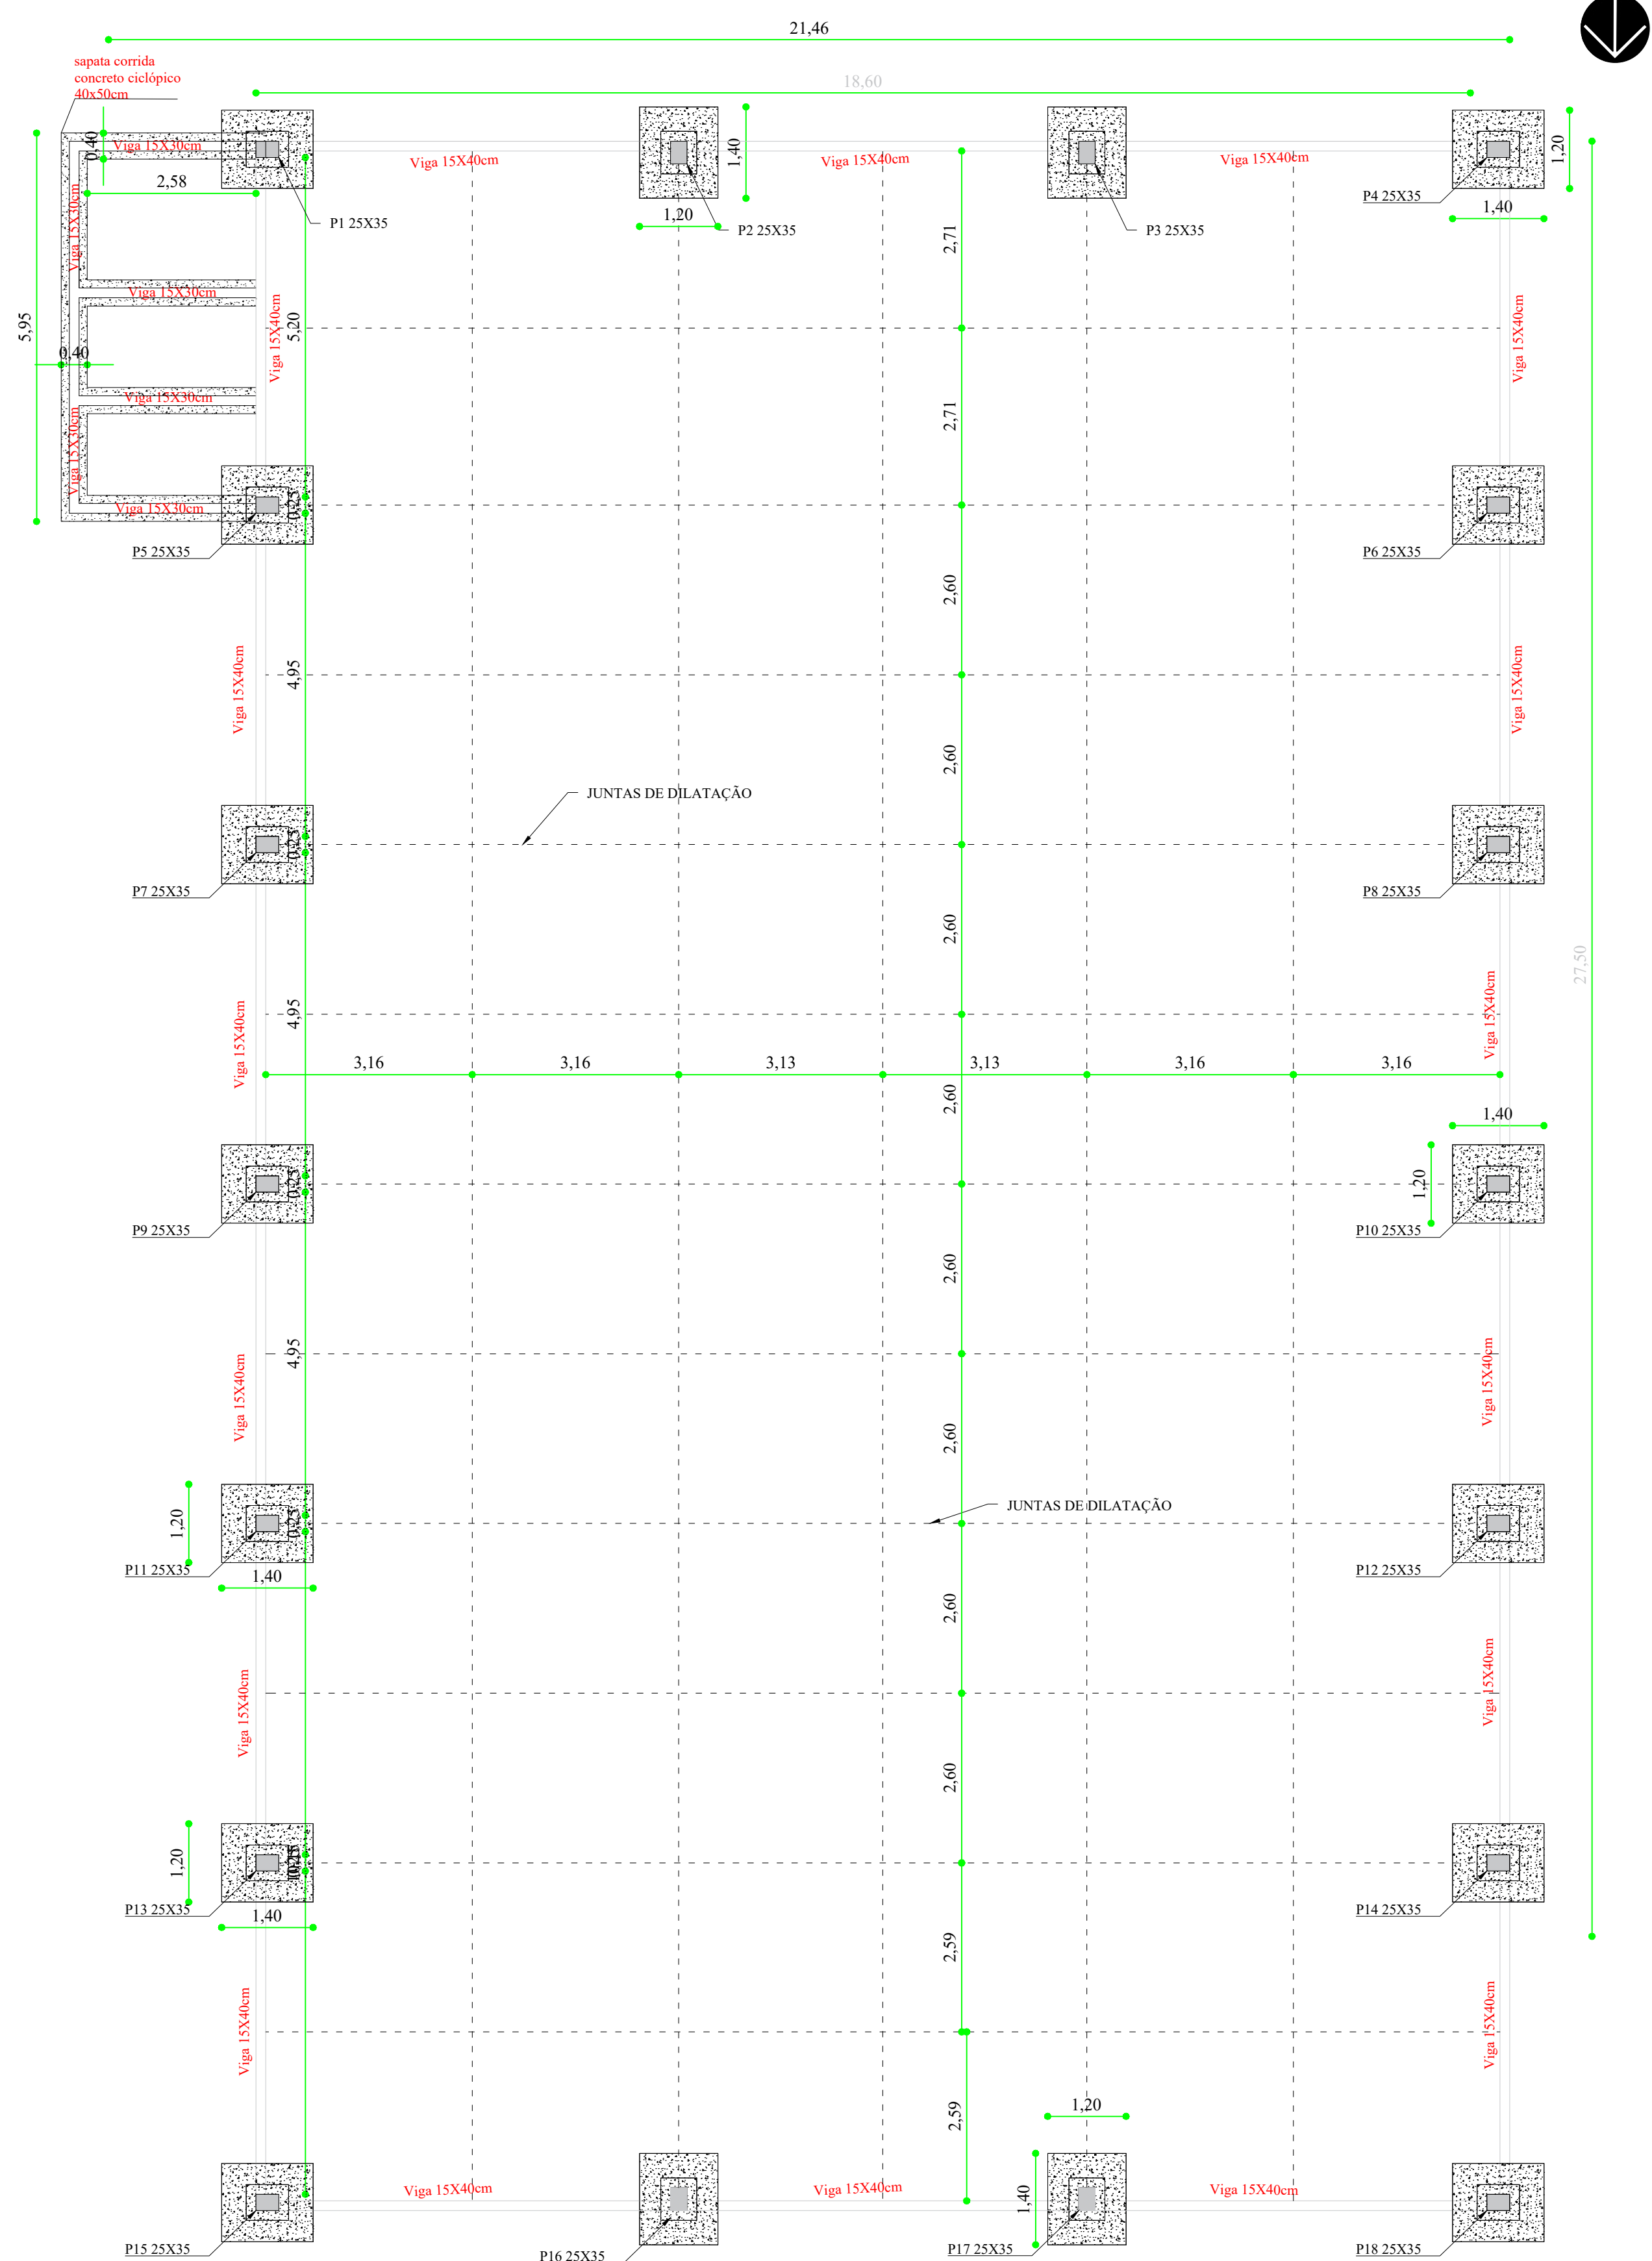 21,46
sapata corrida
concreto ciclópico
40x50cm
18,60
0,40
Viga 15X30cm
Viga 15X40cm
Viga 15X40cm
Viga 15X40cm
1,40
1,20
2,58
P1 25X35
1,20
P2 25X35
P3 25X35
P4 25X35
1,40
Viga 15X30cm
2,71
5,95
Viga 15X30cm
Viga 15X40cm
5,20
Viga 15X40cm
0,40
Viga 15X30cm
2,71
Viga 15X30cm
Viga 15X30cm
0,25
P5 25X35
P6 25X35
2,60
Viga 15X40cm
4,95
Viga 15X40cm
2,60
JUNTAS DE DILATAÇÃO
0,25
P7 25X35
P8 25X35
2,60
27,50
Viga 15X40cm
4,95
Viga 15X40cm
3,16
3,16
3,13
3,13
3,16
3,16
2,60
1,40
0,25
1,20
P9 25X35
P10 25X35
2,60
Viga 15X40cm
4,95
Viga 15X40cm
2,60
JUNTAS DE DILATAÇÃO
1,20
0,25
P11 25X35
P12 25X35
1,40
2,60
Viga 15X40cm
Viga 15X40cm
2,60
1,20
P13 25X35
P14 25X35
1,40
2,59
Viga 15X40cm
Viga 15X40cm
2,59
1,20
Viga 15X40cm
Viga 15X40cm
Viga 15X40cm
1,40
P15 25X35
P16 25X35
P17 25X35
P18 25X35